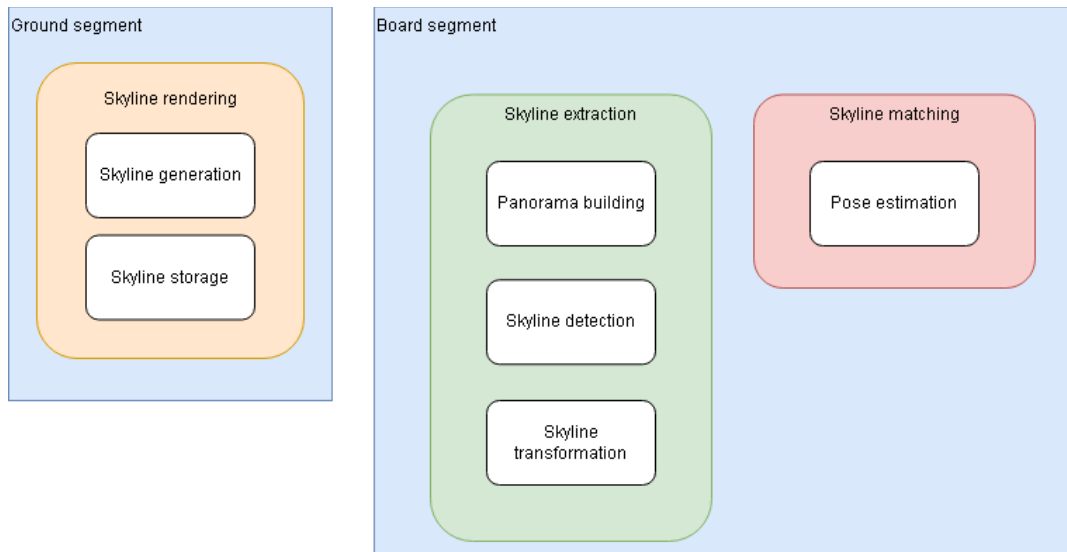 Ground segment
Skyline rendering
Skyline generation
Skyline storage
Board segment
Skyline extraction
Panorama building
Skyline detection
Skyline
transformation
Skyline matching
Pose estimation